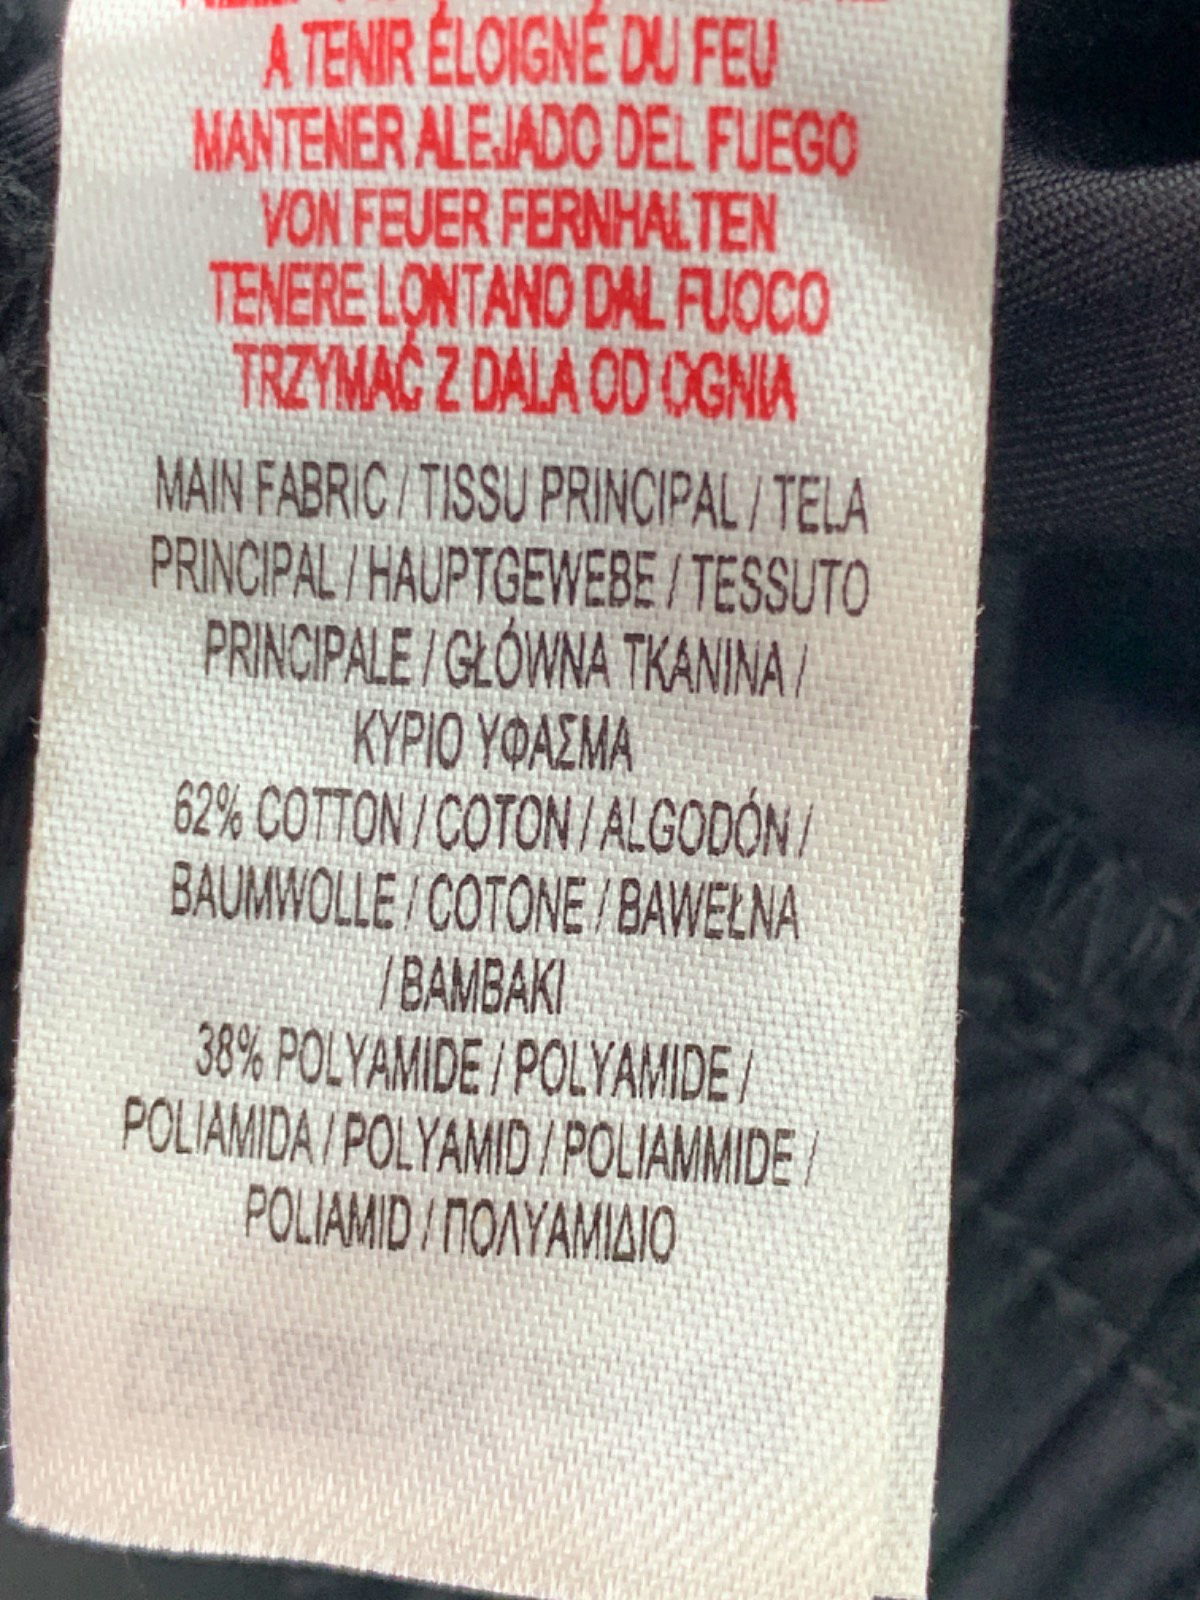 A TENIR ÉLOIGNÉ DU FEU
MANTENER ALEJADO DEL FUEGO
VON FEUER FERNHALTEN
TENERE LONTANO DAL FUOCO
TRZYMAĆ Z DALA OD OGNIA
MAIN FABRIC / TISSU PRINCIPAL / TELA
PRINCIPAL / HAUPTGEWEBE / TESSUTO
PRINCIPALE / GŁÓWNA TKANINA /
ΚΥΡΙΟ ΥΦΑΣΜΑ
62% COTTON / COTON / ALGODÓN /
BAUMWOLLE / COTONE / BAWEŁNA
/ ΒΑΜΒΑΚΙ
38% POLYAMIDE / POLYAMIDE /
POLIAMIDA / POLYAMID / POLIAMMIDE /
POLIAMID / ΠΟΛΥΑΜΙΔΙΟ